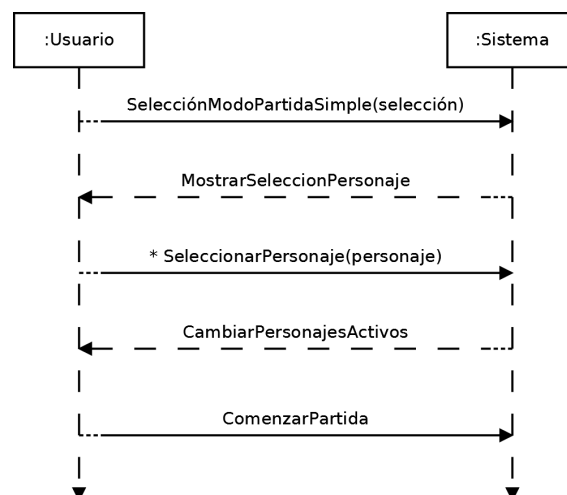 :Usuario
:Sistema
SelecciónModoPartidaSimple(selección)
MostrarSeleccionPersonaje
* SeleccionarPersonaje(personaje)
CambiarPersonajesActivos
ComenzarPartida